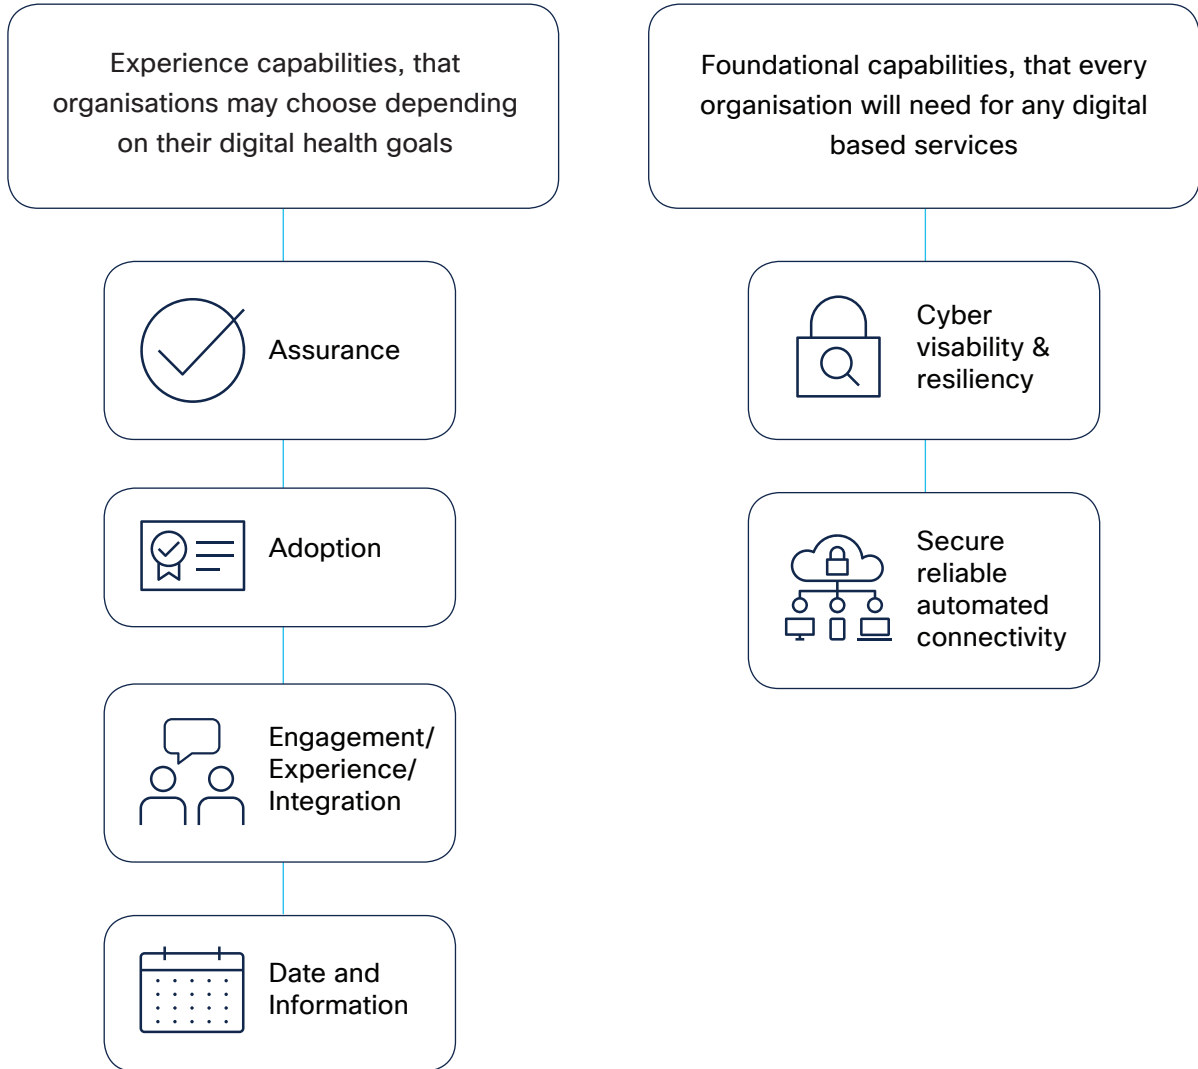 Experience capabilities, that
organisations may choose depending
on their digital health goals
Assurance
Adoption
Engagement/
Experience/
Integration
Date and
Information
Foundational capabilities, that every
organisation will need for any digital
based services
Cyber
visability &
resiliency
Secure
reliable
automated
connectivity